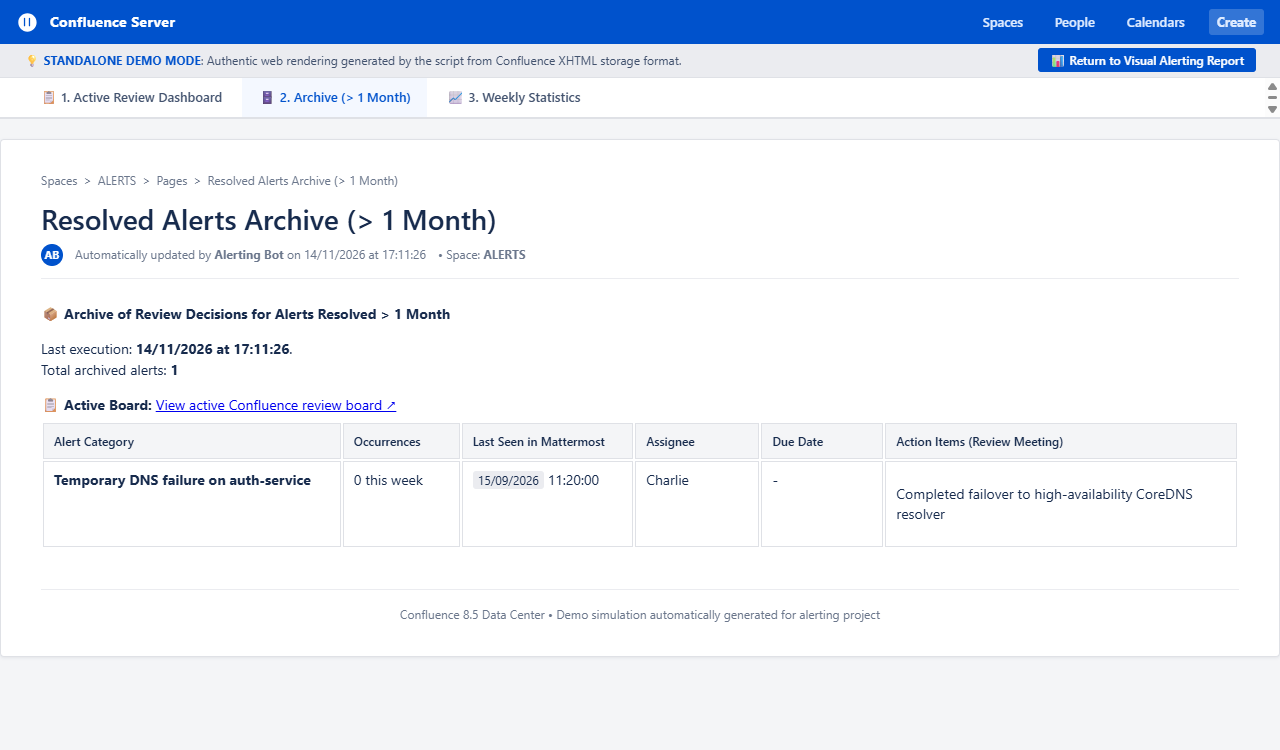 Confluence Server
Spaces People Calendars Create
STANDALONE DEMO MODE: Authentic web rendering generated by the script from Confluence XHTML storage format.
Return to Visual Alerting Report
1. Active Review Dashboard
2. Archive (> 1 Month)
3. Weekly Statistics
Spaces > ALERTS > Pages > Resolved Alerts Archive (> 1 Month)
Resolved Alerts Archive (> 1 Month)
AB Automatically updated by Alerting Bot on 14/11/2026 at 17:11:26 • Space: ALERTS
Archive of Review Decisions for Alerts Resolved > 1 Month
Last execution: 14/11/2026 at 17:11:26.
Total archived alerts: 1
Active Board: View active Confluence review board ↗
Alert Category Occurrences Last Seen in Mattermost Assignee Due Date Action Items (Review Meeting)
Temporary DNS failure on auth-service 0 this week 15/09/2026 11:20:00 Charlie - Completed failover to high-availability CoreDNS
resolver
Confluence 8.5 Data Center • Demo simulation automatically generated for alerting project